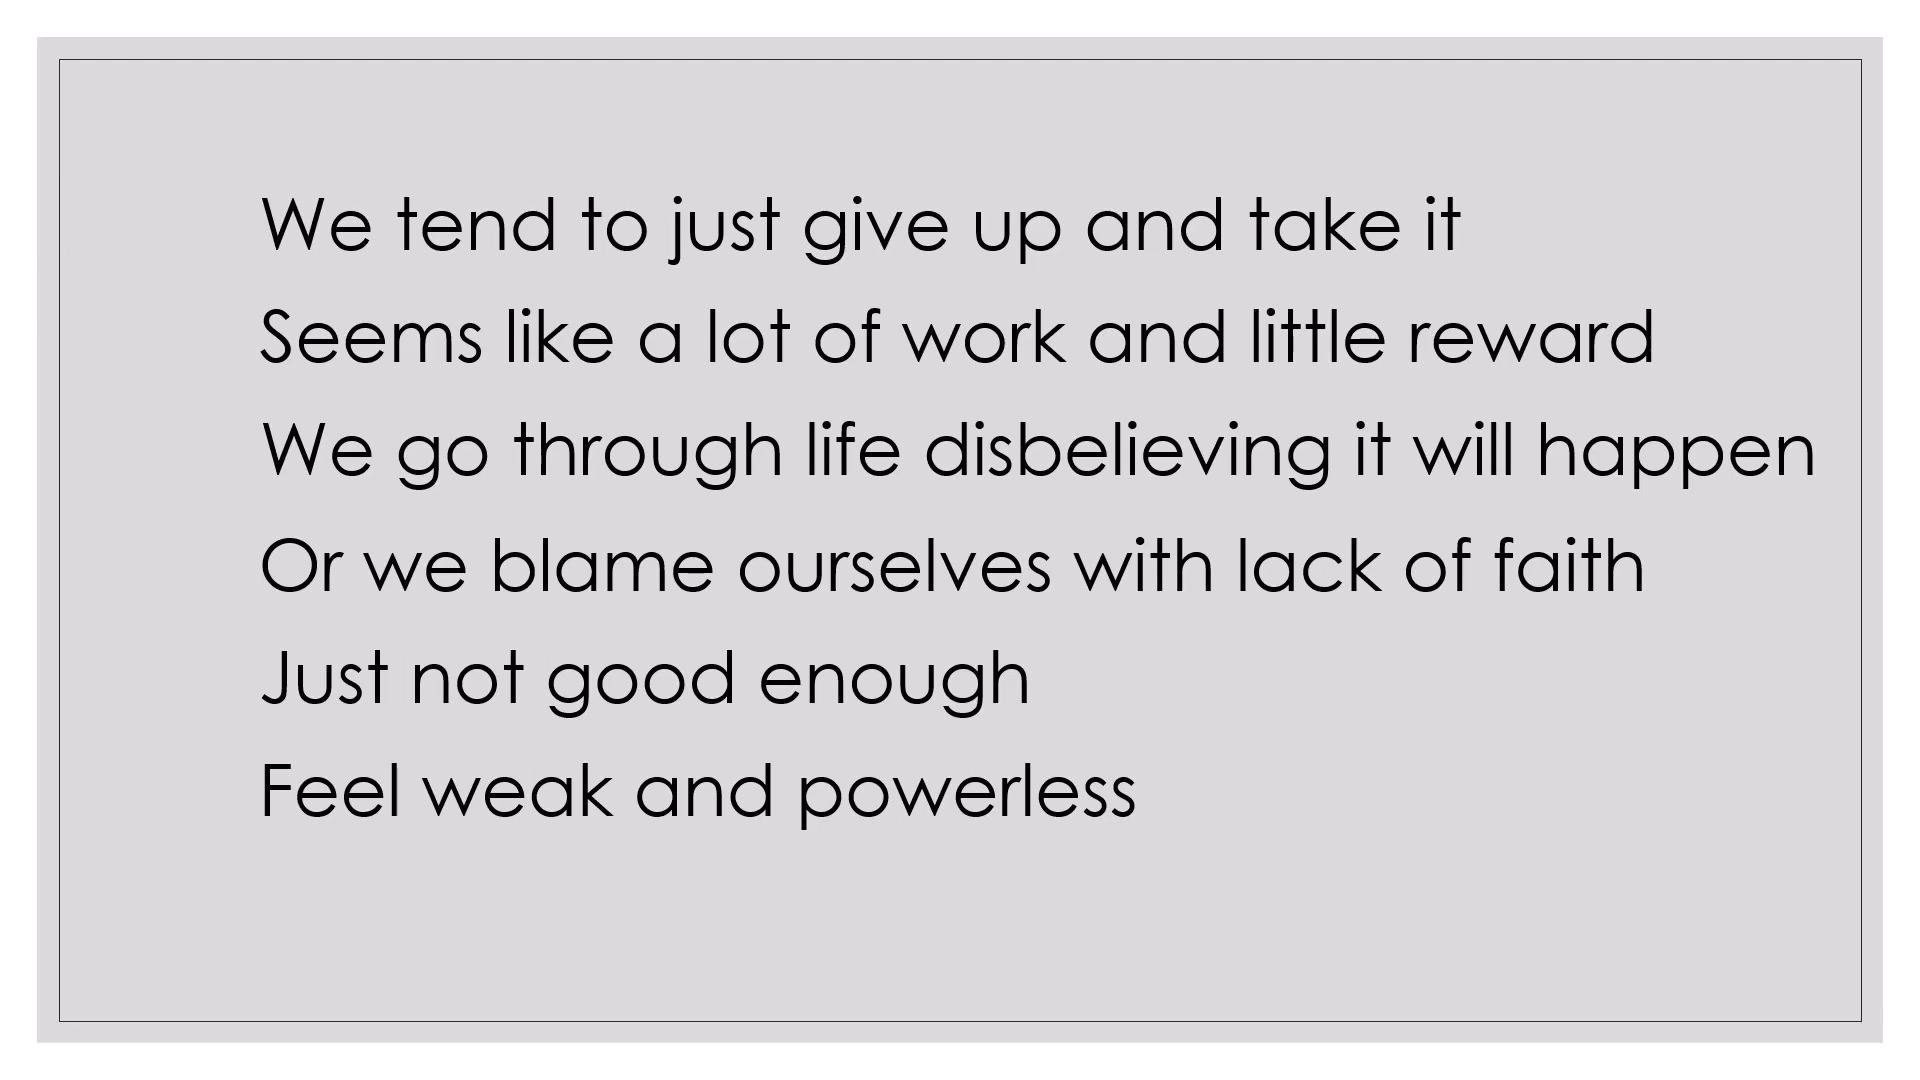 We tend to just give up and take it
Seems like a lot of work and little reward
We go through life disbelieving it will happen
Or we blame ourselves with lack of faith
Just not good enough
Feel weak and powerless